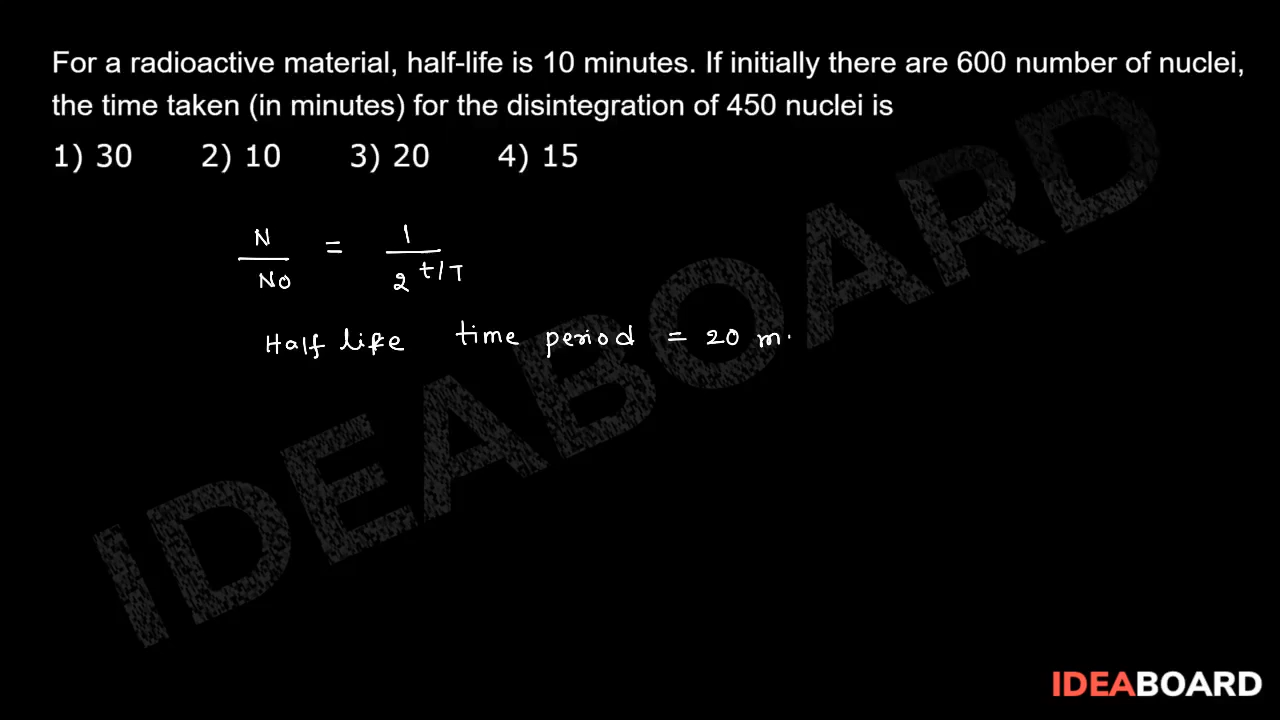 For a radioactive material, half-life is 10 minutes. If initially there are 600 number of nuclei,
the time taken (in minutes) for the disintegration of 450 nuclei is
1) 30 2) 10 3) 20 4) 15
N/No = 1/2^t/T
Half life time period = 20 m.
IDEABOARD
IDEABOARD